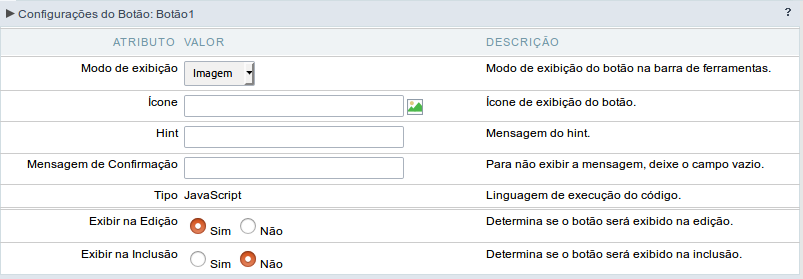 Configurações do Botão: Botão1 ?
ATRIBUTO VALOR DESCRIÇÃO
Modo de exibição Imagem Modo de exibição do botão na barra de ferramentas.
Ícone Ícone de exibição do botão.
Hint Mensagem do hint.
Mensagem de Confirmação Para não exibir a mensagem, deixe o campo vazio.
Tipo JavaScript Linguagem de execução do código.
Exibir na Edição Sim Não Determina se o botão será exibido na edição.
Exibir na Inclusão Sim Não Determina se o botão será exibido na inclusão.